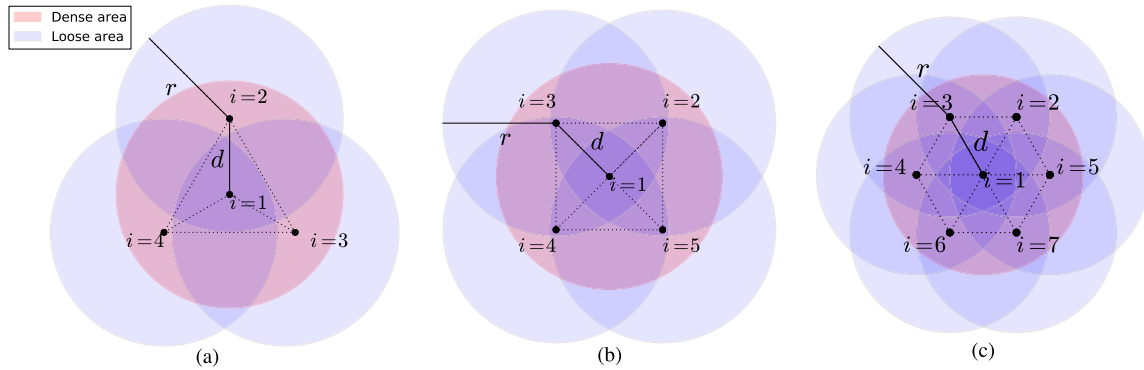 Dense area
Loose area
r
i=2
d
i=1
i=4
i=3
(a)
i=3
i=2
r
d
i=1
i=4
i=5
(b)
r
i=3
i=2
d
i=4
i=5
i=1
i=6
i=7
(c)